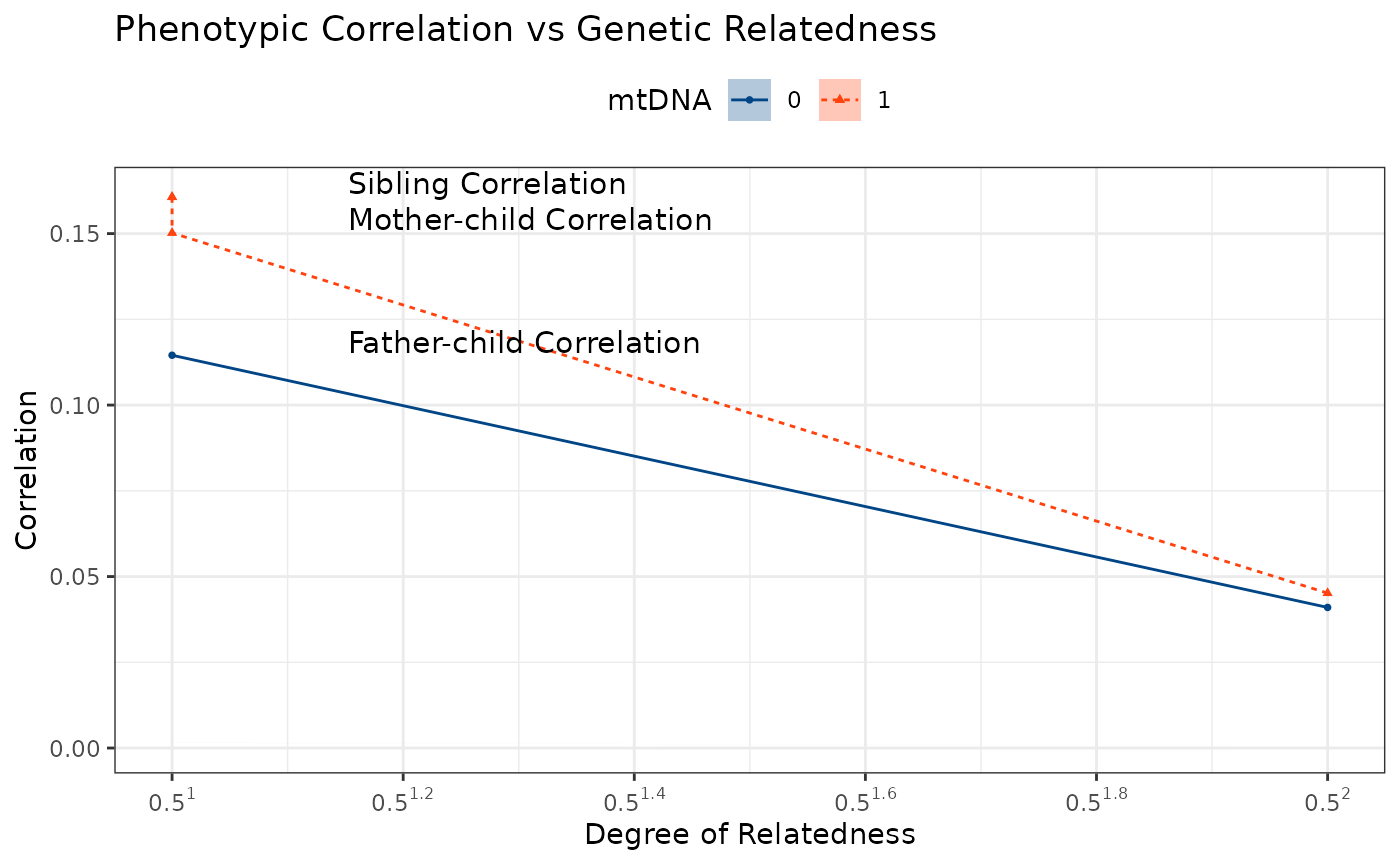 Phenotypic Correlation vs Genetic Relatedness
mtDNA 0 1
Sibling Correlation
Mother-child Correlation
Father-child Correlation
Correlation
0.15
0.10
0.05
0.00
0.5^1 0.5^1.2 0.5^1.4 0.5^1.6 0.5^1.8 0.5^2
Degree of Relatedness